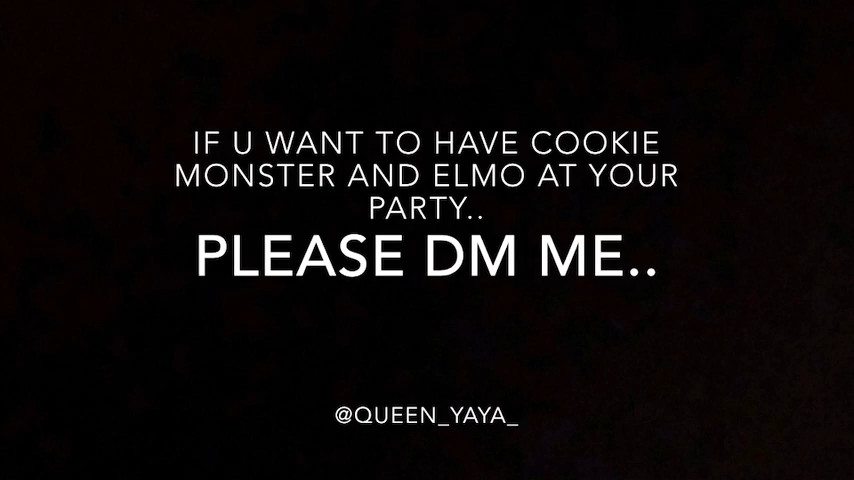 IF U WANT TO HAVE COOKIE
MONSTER AND ELMO AT YOUR
PARTY..
PLEASE DM ME..
@QUEEN_YAYA_